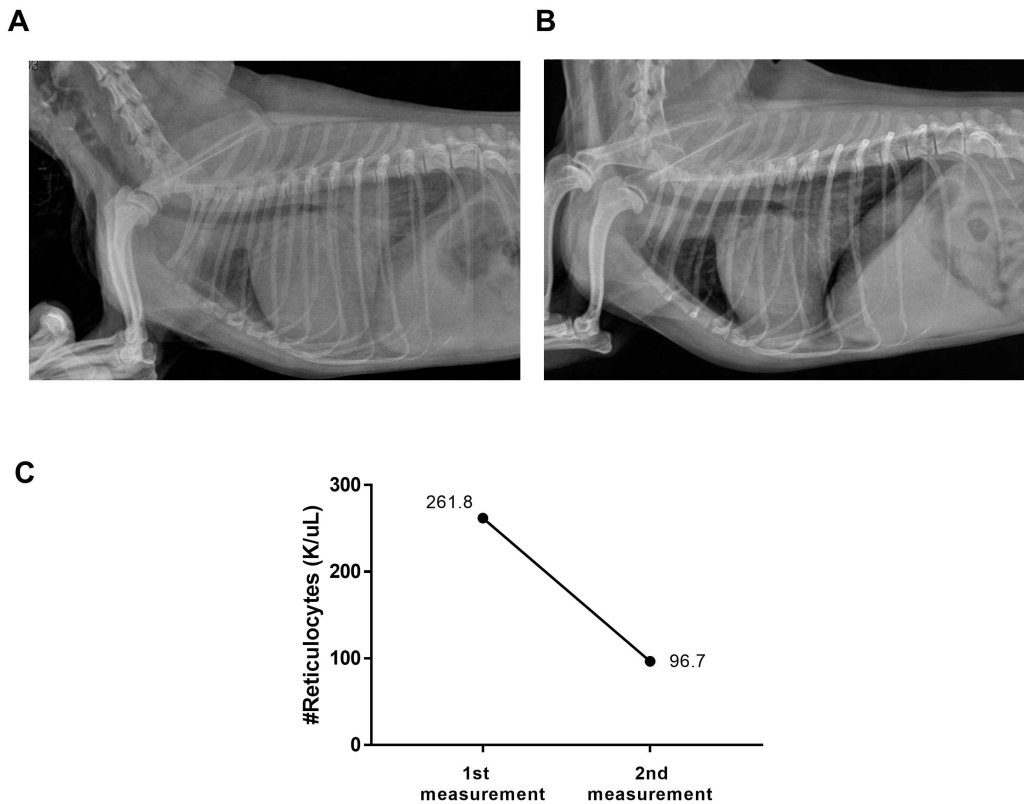 A
B
C
300
261.8
200
100
96.7
0
#Reticulocytes (K/uL)
1st
measurement
2nd
measurement